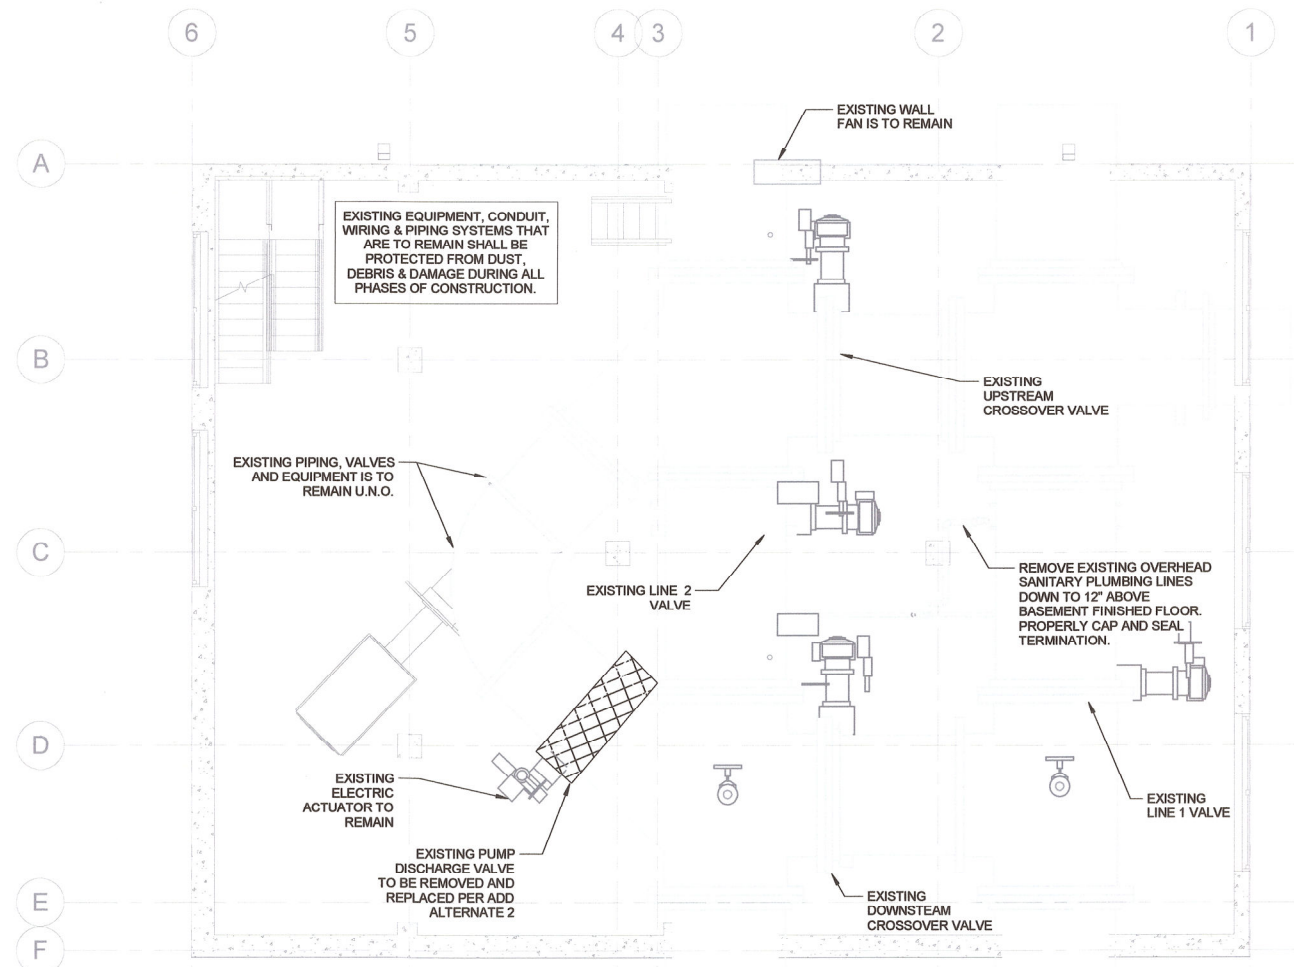 6
5
4
3
2
1
A
B
C
D
E
F
EXISTING WALL
FAN IS TO REMAIN
EXISTING EQUIPMENT, CONDUIT,
WIRING & PIPING SYSTEMS THAT
ARE TO REMAIN SHALL BE
PROTECTED FROM DUST,
DEBRIS & DAMAGE DURING ALL
PHASES OF CONSTRUCTION.
EXISTING
UPSTREAM
CROSSOVER VALVE
EXISTING PIPING, VALVES
AND EQUIPMENT IS TO
REMAIN U.N.O.
EXISTING LINE 2
VALVE
REMOVE EXISTING OVERHEAD
SANITARY PLUMBING LINES
DOWN TO 12" ABOVE
BASEMENT FINISHED FLOOR.
PROPERLY CAP AND SEAL
TERMINATION.
EXISTING
ELECTRIC
ACTUATOR TO
REMAIN
EXISTING
LINE 1 VALVE
EXISTING PUMP
DISCHARGE VALVE
TO BE REMOVED AND
REPLACED PER ADD
ALTERNATE 2
EXISTING
DOWNSTEAM
CROSSOVER VALVE